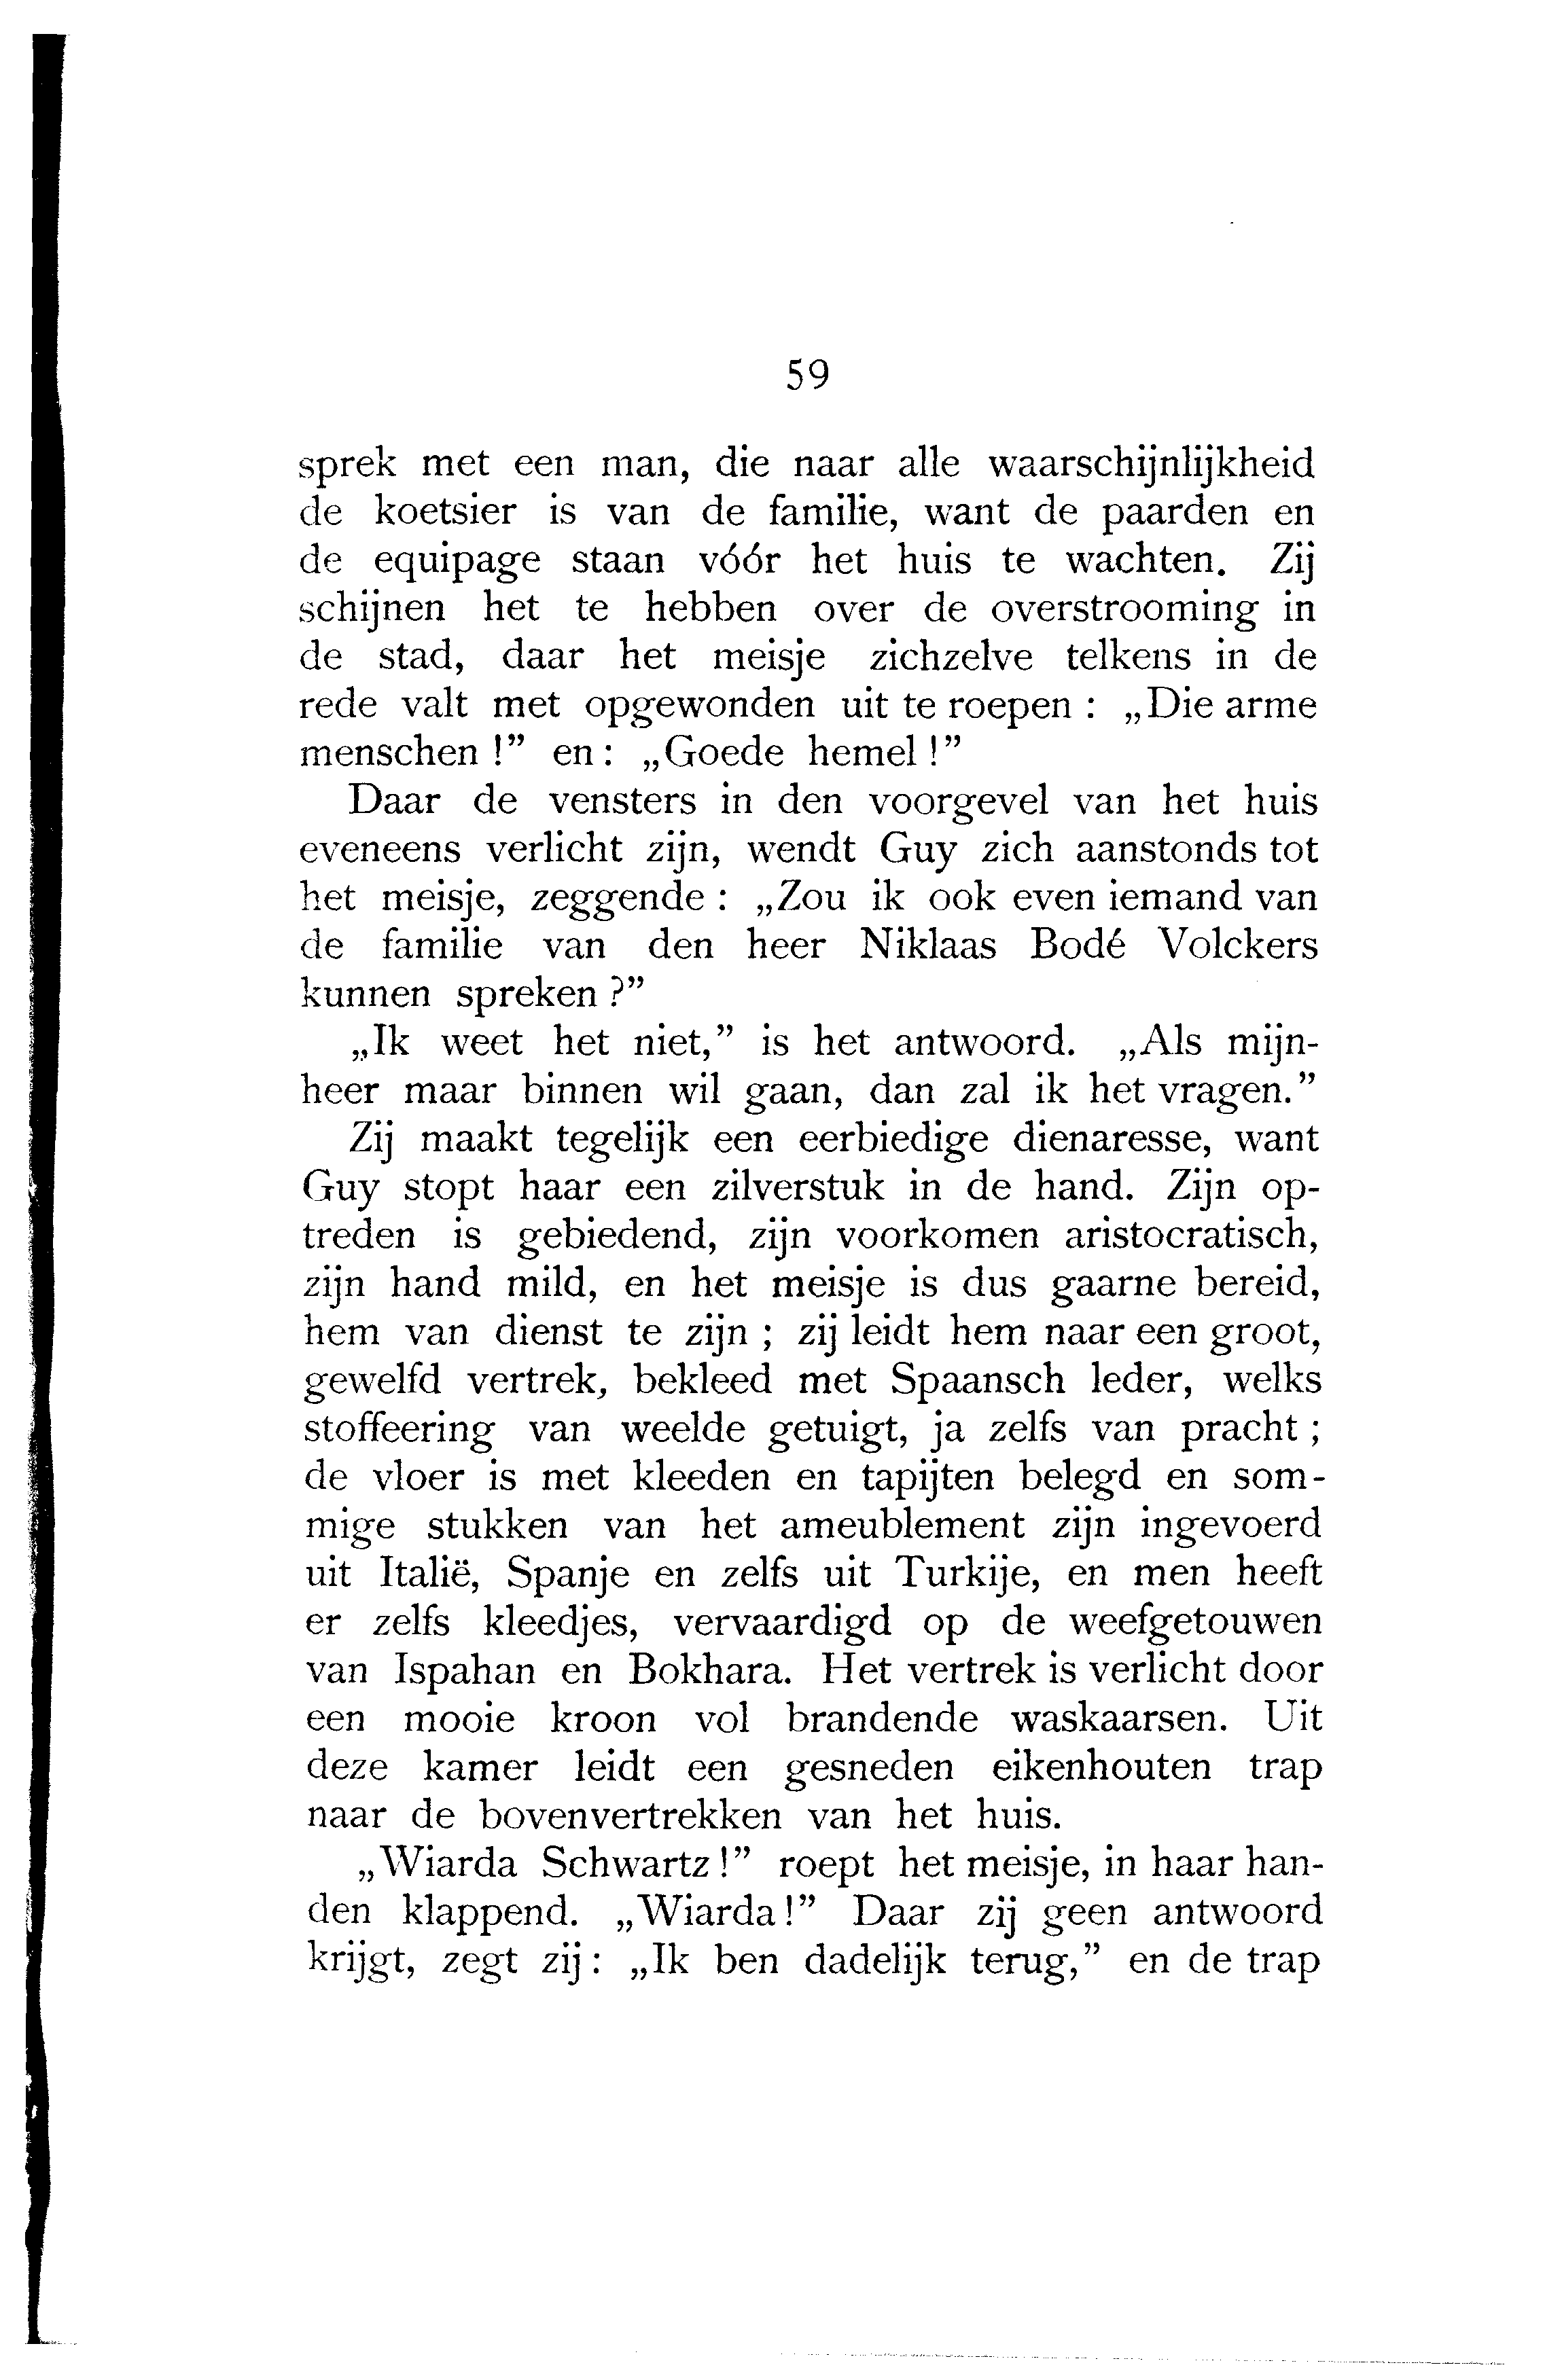 59
sprek met een man, die naar alle waarschijnlijkheid
de koetsier is van de familie, want de paarden en
de equipage staan vóór het huis te wachten. Zij
schijnen het te hebben over de overstrooming in
de stad, daar het meisje zichzelve telkens in de
rede valt met opgewonden uit te roepen : „Die arme
menschen !” en : „Goede hemel !”
Daar de vensters in den voorgevel van het huis
eveneens verlicht zijn, wendt Guy zich aanstonds tot
het meisje, zeggende : „Zou ik ook even iemand van
de familie van den heer Niklaas Bodé Volckers
kunnen spreken ?”
„Ik weet het niet,” is het antwoord. „Als mijn-
heer maar binnen wil gaan, dan zal ik het vragen.”
Zij maakt tegelijk een eerbiedige dienaresse, want
Guy stopt haar een zilverstuk in de hand. Zijn op-
treden is gebiedend, zijn voorkomen aristocratisch,
zijn hand mild, en het meisje is dus gaarne bereid,
hem van dienst te zijn ; zij leidt hem naar een groot,
gewelfd vertrek, bekleed met Spaansch leder, welks
stoffeering van weelde getuigt, ja zelfs van pracht ;
de vloer is met kleeden en tapijten belegd en som-
mige stukken van het ameublement zijn ingevoerd
uit Italië, Spanje en zelfs uit Turkije, en men heeft
er zelfs kleedjes, vervaardigd op de weefgetouwen
van Ispahan en Bokhara. Het vertrek is verlicht door
een mooie kroon vol brandende waskaarsen. Uit
deze kamer leidt een gesneden eikenhouten trap
naar de bovenvertrekken van het huis.
„Wiarda Schwartz !” roept het meisje, in haar han-
den klappend. „Wiarda !” Daar zij geen antwoord
krijgt, zegt zij : „Ik ben dadelijk terug,” en de trap